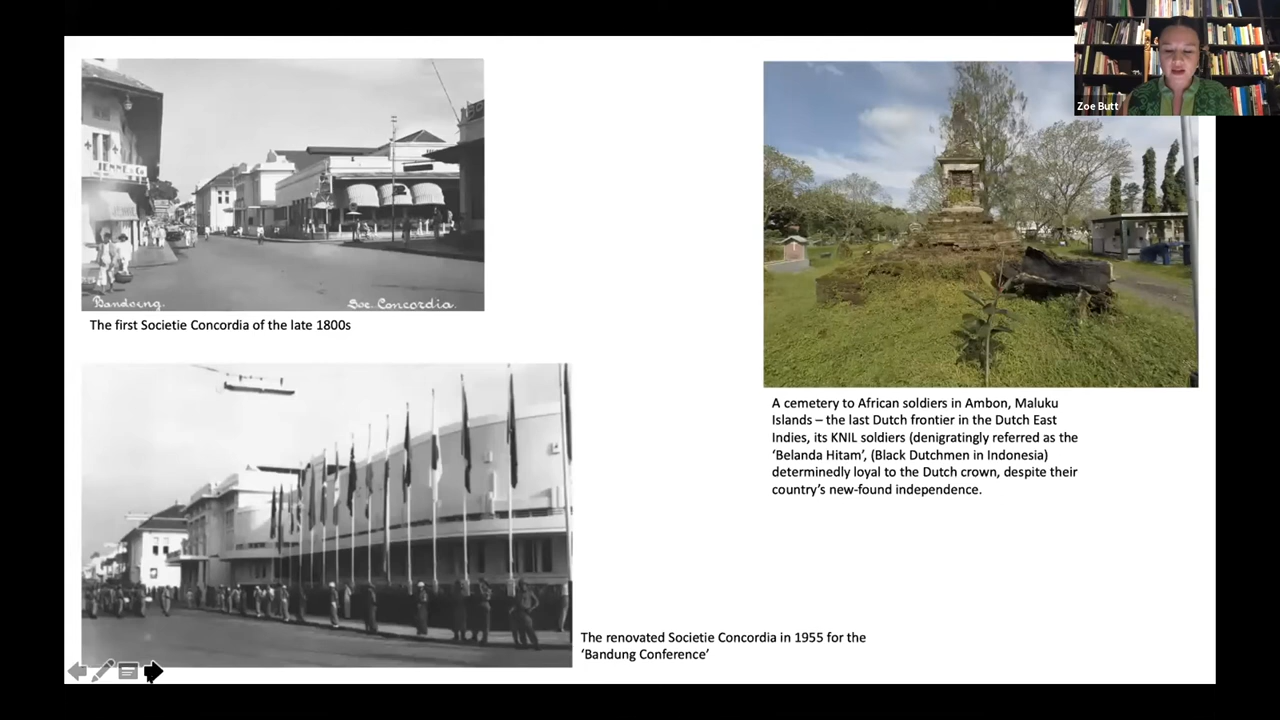 JENNE & Co
Bandoeng.
Soc. Concordia.
The first Societie Concordia of the late 1800s
The renovated Societie Concordia in 1955 for the
‘Bandung Conference’
Zoe Butt
A cemetery to African soldiers in Ambon, Maluku
Islands – the last Dutch frontier in the Dutch East
Indies, its KNIL soldiers (denigratingly referred as the
‘Belanda Hitam’, (Black Dutchmen in Indonesia)
determinedly loyal to the Dutch crown, despite their
country’s new-found independence.